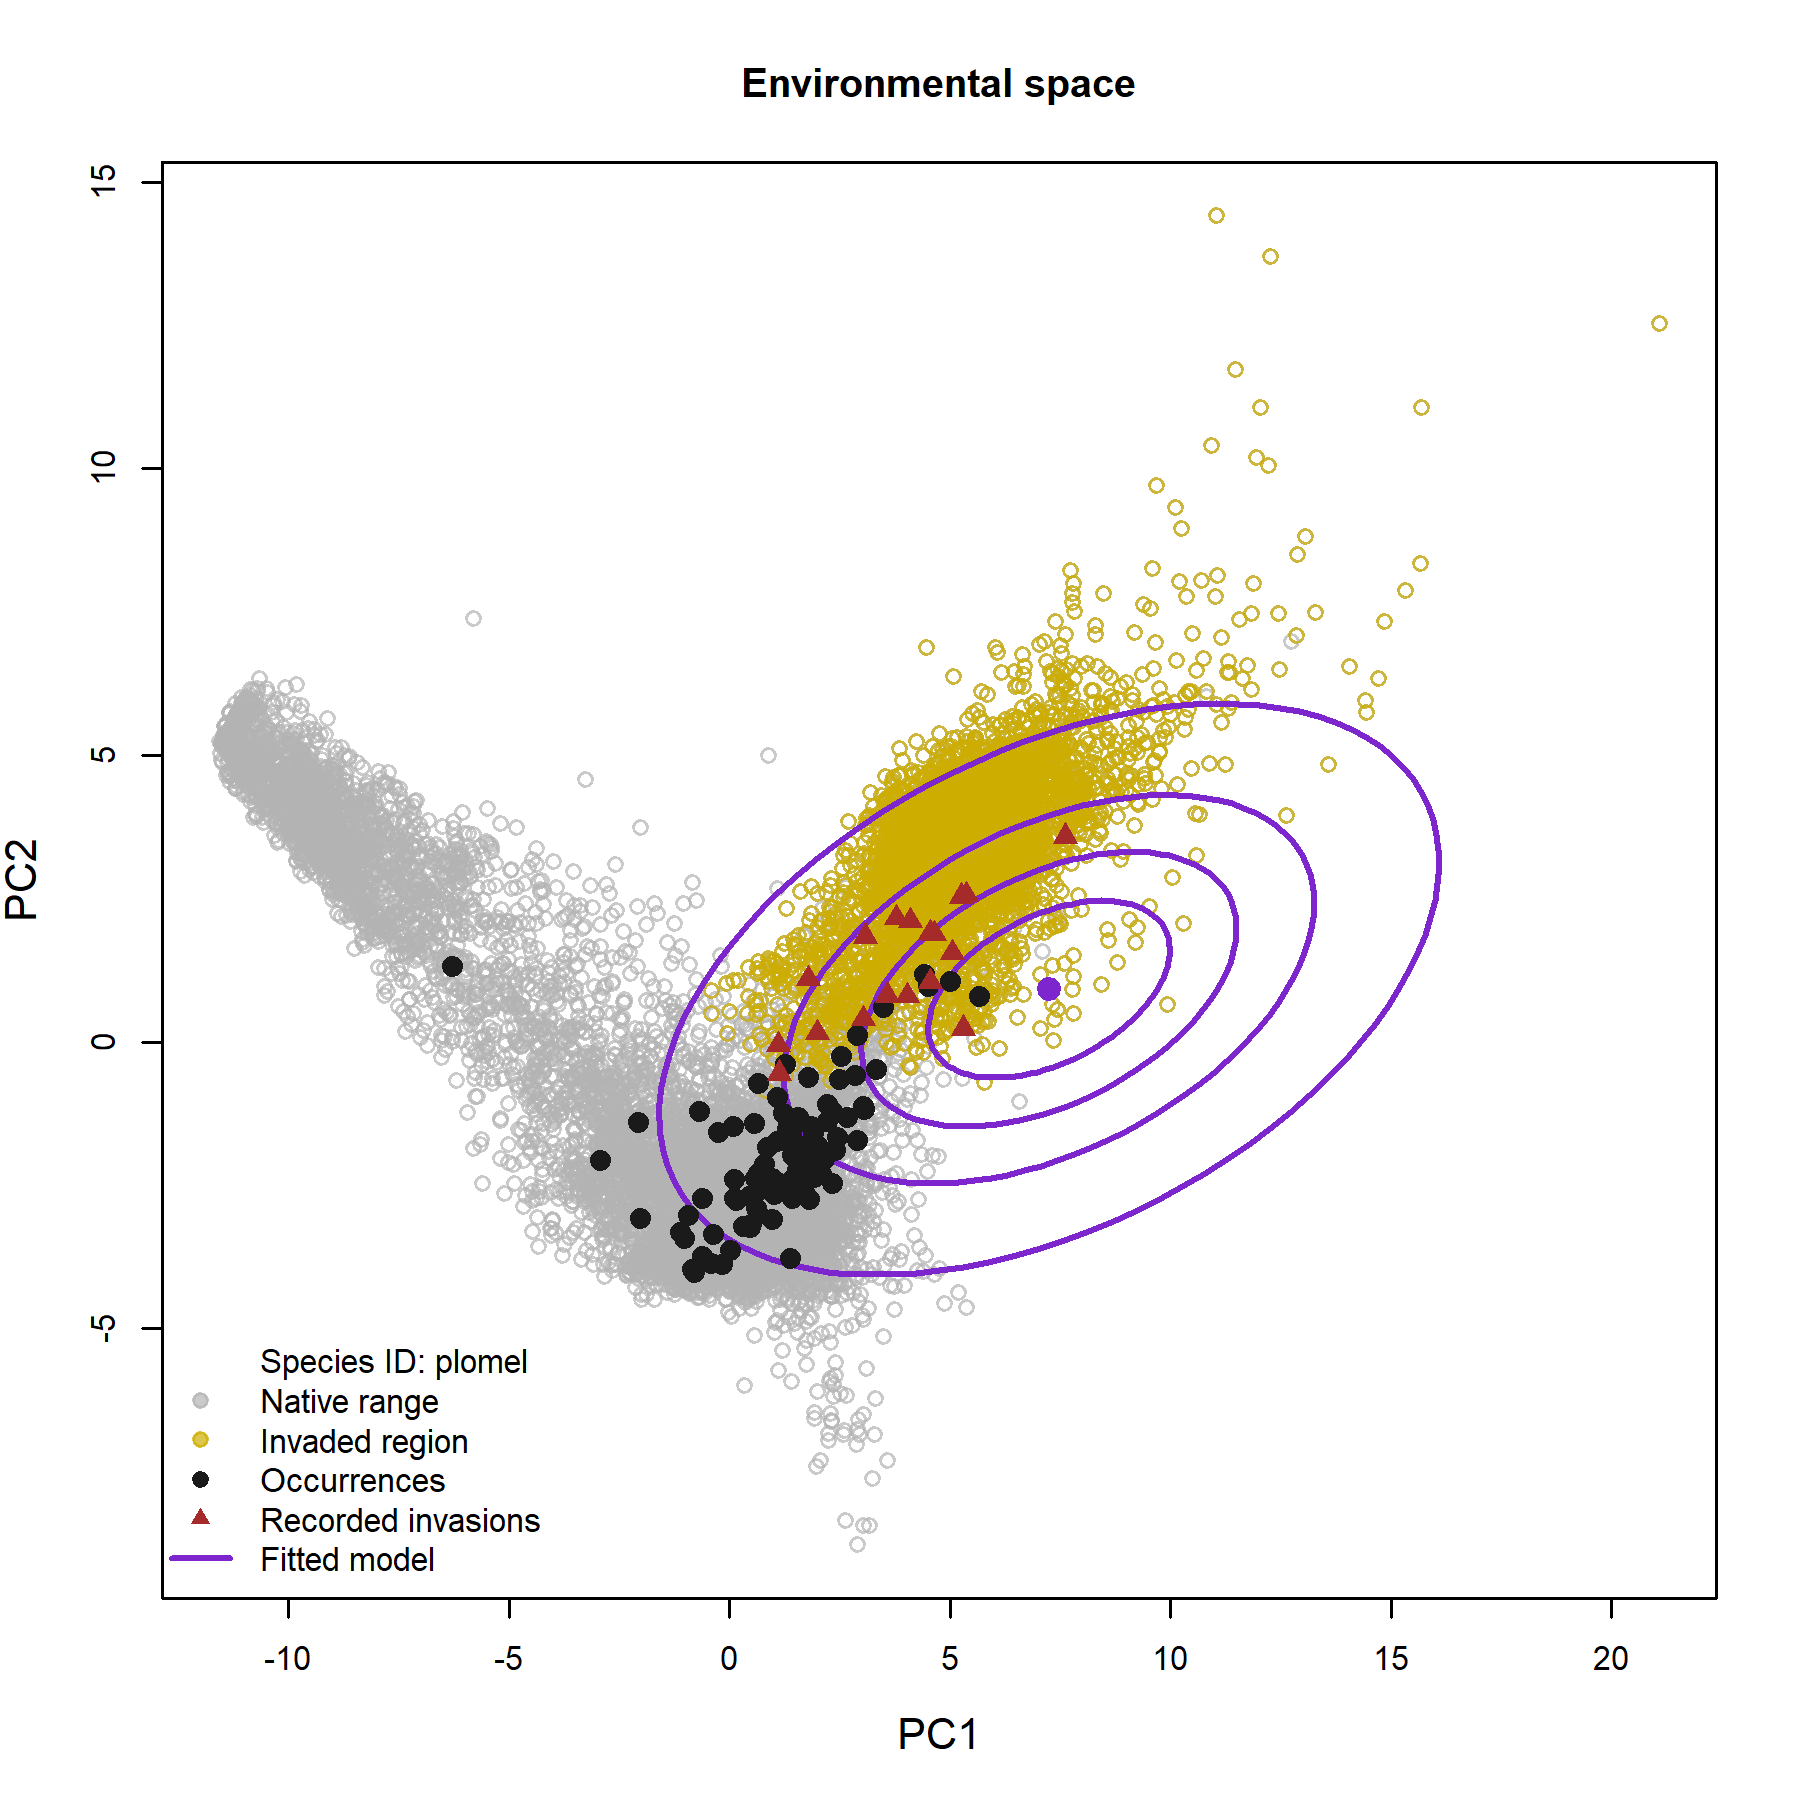 Environmental space
15
10
5
0
-5
PC2
Species ID: plomel
Native range
Invaded region
Occurrences
Recorded invasions
Fitted model
-10 -5 0 5 10 15 20
PC1